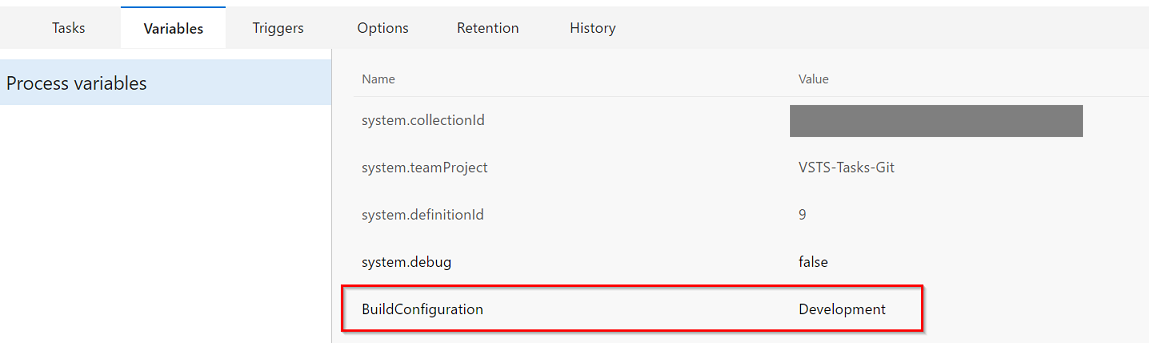 Tasks Variables Triggers Options Retention History
Process variables
Name Value
system.collectionId
system.teamProject VSTS-Tasks-Git
system.definitionId 9
system.debug false
BuildConfiguration Development